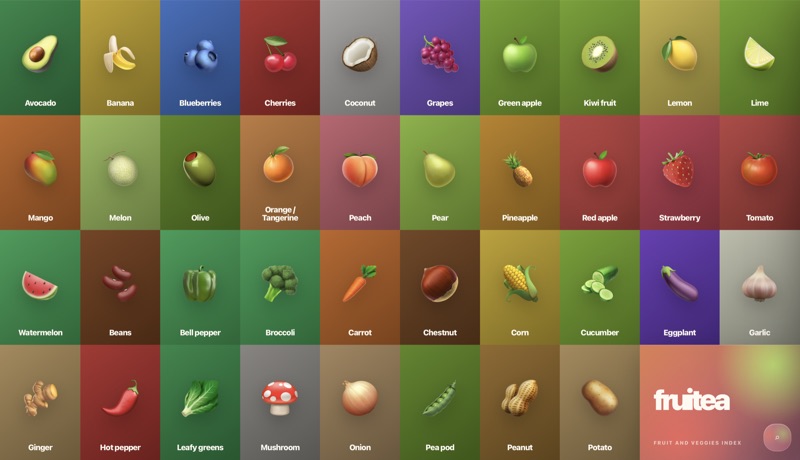 Avocado
Banana
Blueberries
Cherries
Coconut
Grapes
Green apple
Kiwi fruit
Lemon
Lime
Mango
Melon
Olive
Orange /
Tangerine
Peach
Pear
Pineapple
Red apple
Strawberry
Tomato
Watermelon
Beans
Bell pepper
Broccoli
Carrot
Chestnut
Corn
Cucumber
Eggplant
Garlic
Ginger
Hot pepper
Leafy greens
Mushroom
Onion
Pea pod
Peanut
Potato
fruitea
FRUIT AND VEGGIES INDEX